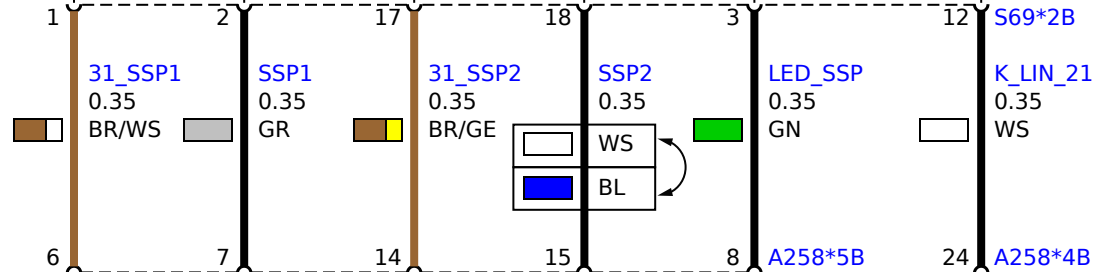 1 2 17 18 3 12 S69*2B
31_SSP1 SSP1 31_SSP2 SSP2 LED_SSP K_LIN_21
0.35 0.35 0.35 0.35 0.35 0.35
BR/WS GR BR/GE GN WS
WS
BL
6 7 14 15 8 A258*5B 24 A258*4B